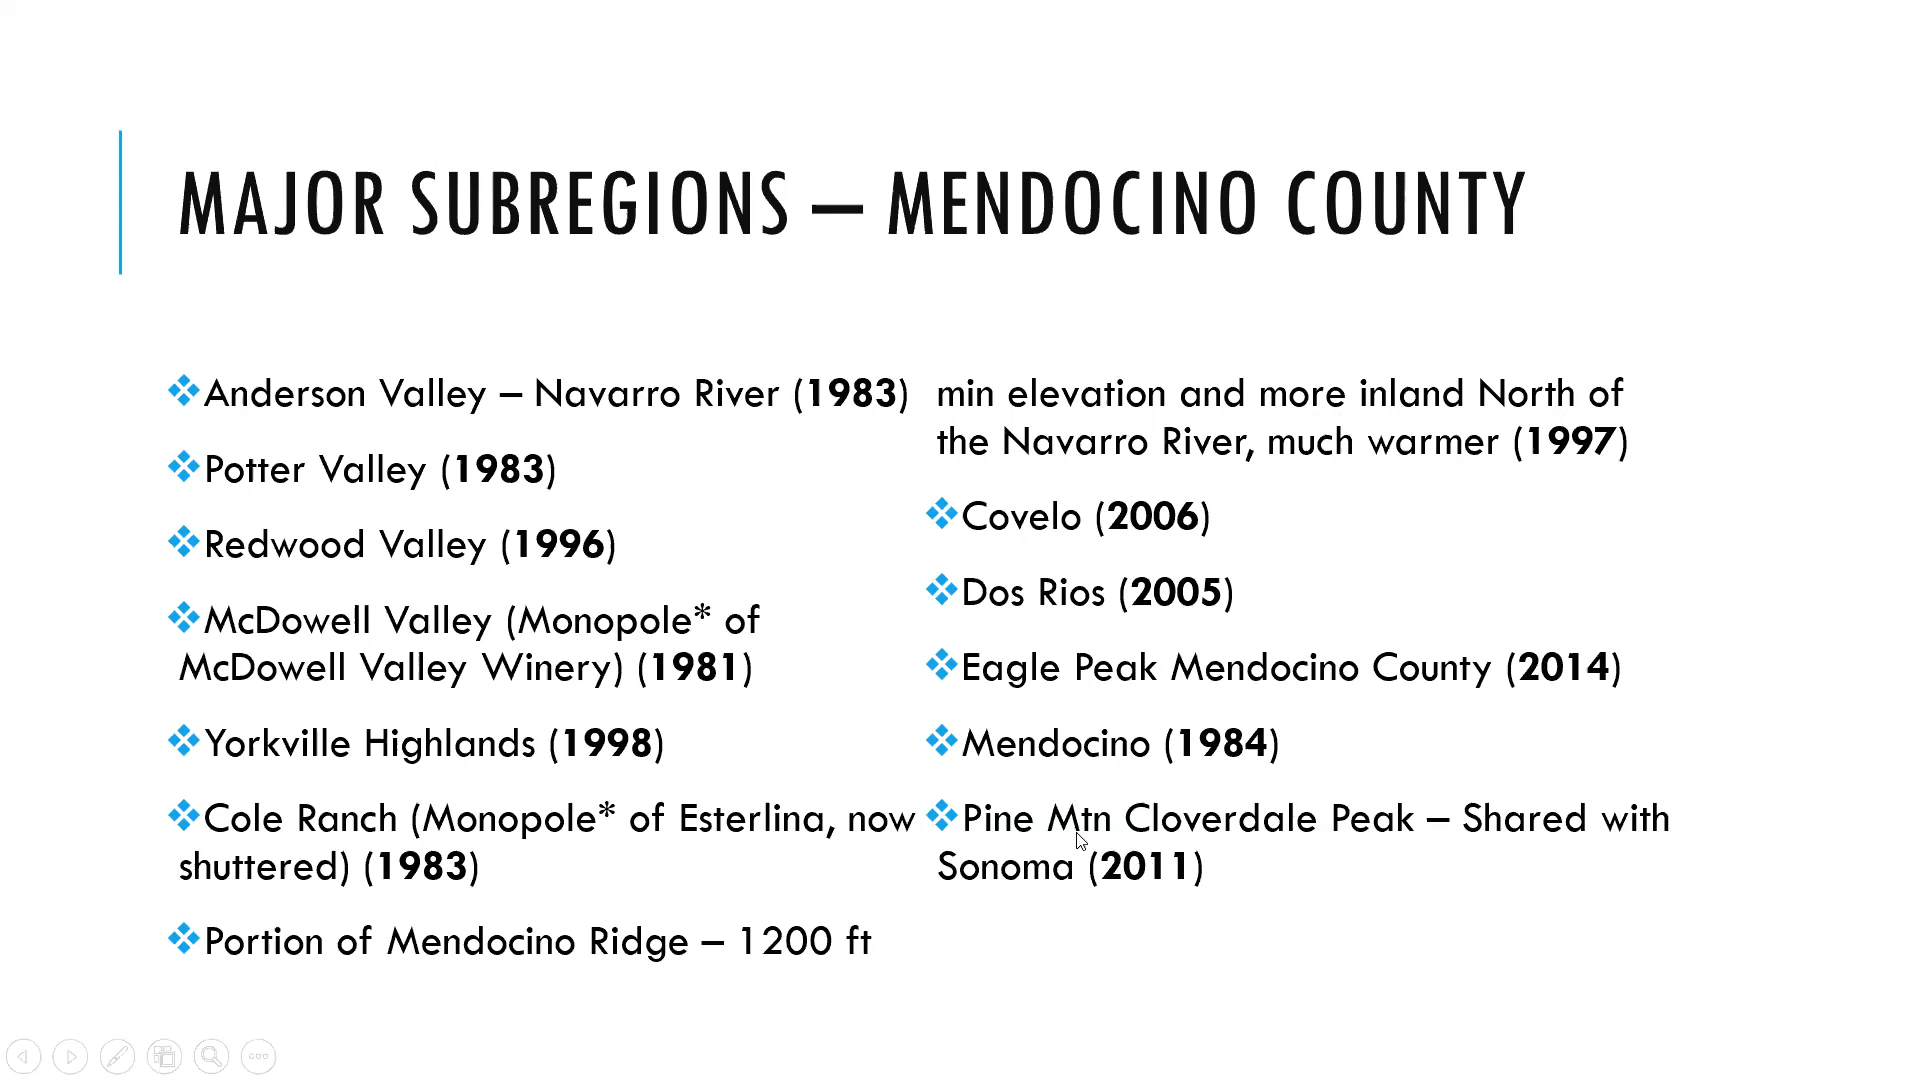 MAJOR SUBREGIONS – MENDOCINO COUNTY
Anderson Valley – Navarro River (1983)
Potter Valley (1983)
Redwood Valley (1996)
McDowell Valley (Monopole* of
McDowell Valley Winery) (1981)
Yorkville Highlands (1998)
Cole Ranch (Monopole* of Esterlina, now
shuttered) (1983)
Portion of Mendocino Ridge – 1200 ft
min elevation and more inland North of
the Navarro River, much warmer (1997)
Covelo (2006)
Dos Rios (2005)
Eagle Peak Mendocino County (2014)
Mendocino (1984)
Pine Mtn Cloverdale Peak – Shared with
Sonoma (2011)